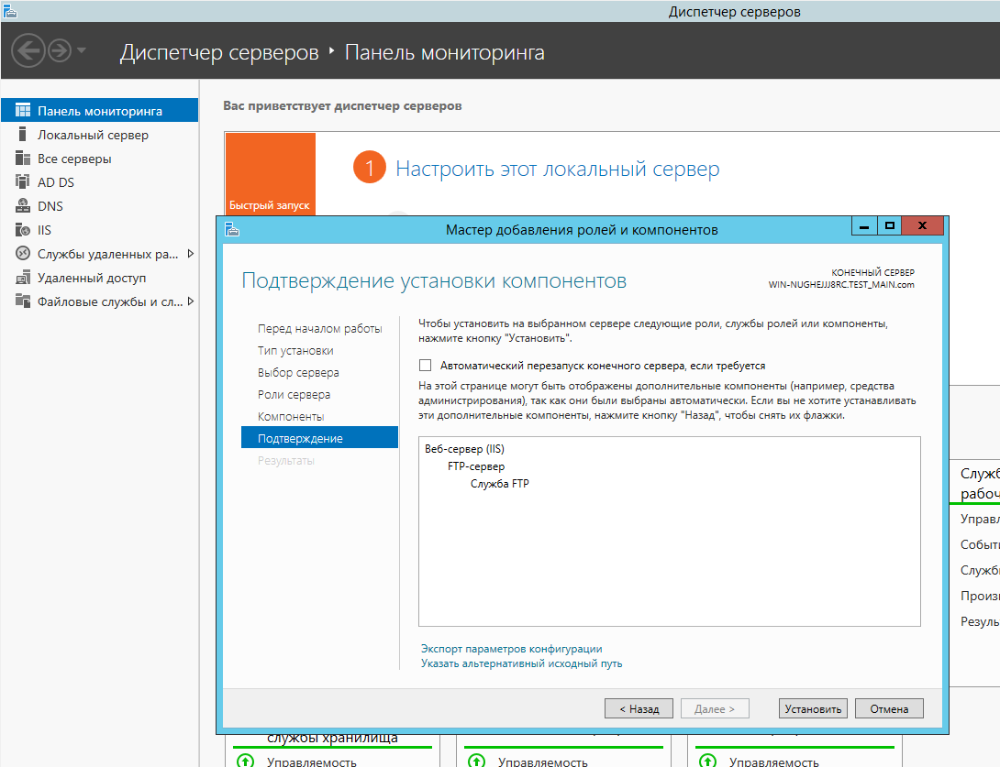 Диспетчер серверов
Диспетчер серверов ‣ Панель мониторинга
Панель мониторинга
Локальный сервер
Все серверы
AD DS
DNS
IIS
Службы удаленных ра...
Удаленный доступ
Файловые службы и сл...
Вас приветствует диспетчер серверов
Быстрый запуск
1 Настроить этот локальный сервер
Мастер добавления ролей и компонентов
Подтверждение установки компонентов
КОНЕЧНЫЙ СЕРВЕР
WIN-NUGHEJJJ8RC.TEST_MAIN.com
Перед началом работы
Тип установки
Выбор сервера
Роли сервера
Компоненты
Подтверждение
Результаты
Чтобы установить на выбранном сервере следующие роли, службы ролей или компоненты,
нажмите кнопку "Установить".
Автоматический перезапуск конечного сервера, если требуется
На этой странице могут быть отображены дополнительные компоненты (например, средства
администрирования), так как они были выбраны автоматически. Если вы не хотите устанавливать
эти дополнительные компоненты, нажмите кнопку "Назад", чтобы снять их флажки.
Веб-сервер (IIS)
FTP-сервер
Служба FTP
Экспорт параметров конфигурации
Указать альтернативный исходный путь
< Назад
Далее >
Установить
Отмена
Служб
рабоч
Управл
Событ
Служб
Произ
Резуль
службы хранилища
Управляемость
Управляемость
Управляемость